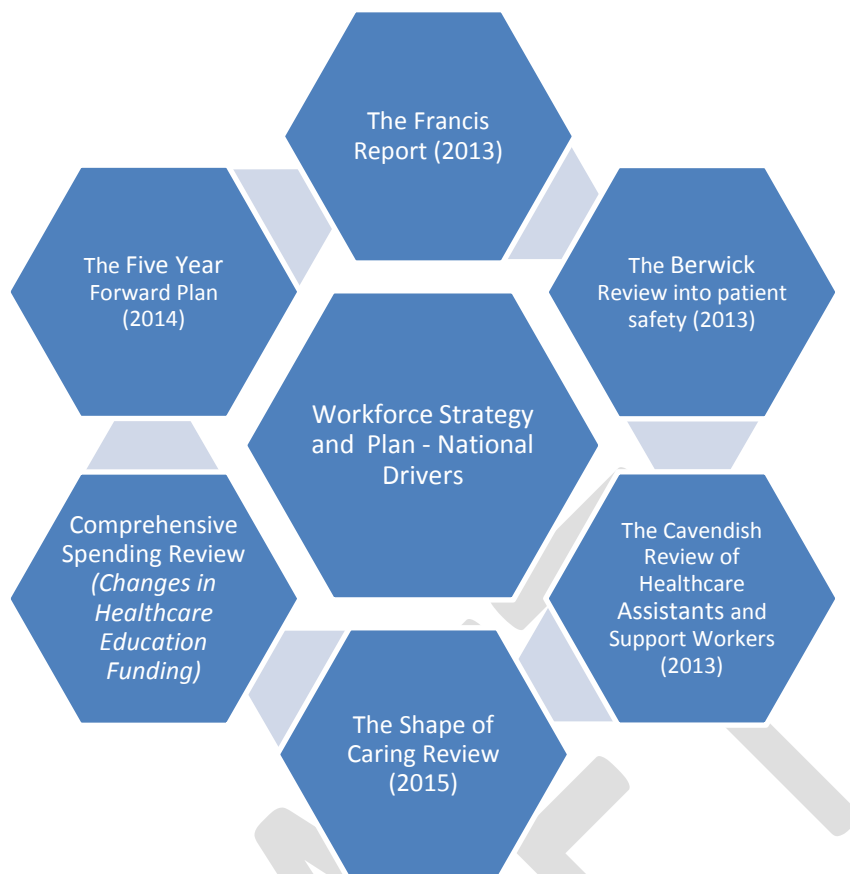 The Francis
Report (2013)
The Five Year
Forward Plan
(2014)
The Berwick
Review into patient
safety (2013)
Workforce Strategy
and Plan - National
Drivers
Comprehensive
Spending Review
(Changes in
Healthcare
Education
Funding)
The Cavendish
Review of
Healthcare
Assistants and
Support Workers
(2013)
The Shape of
Caring Review
(2015)